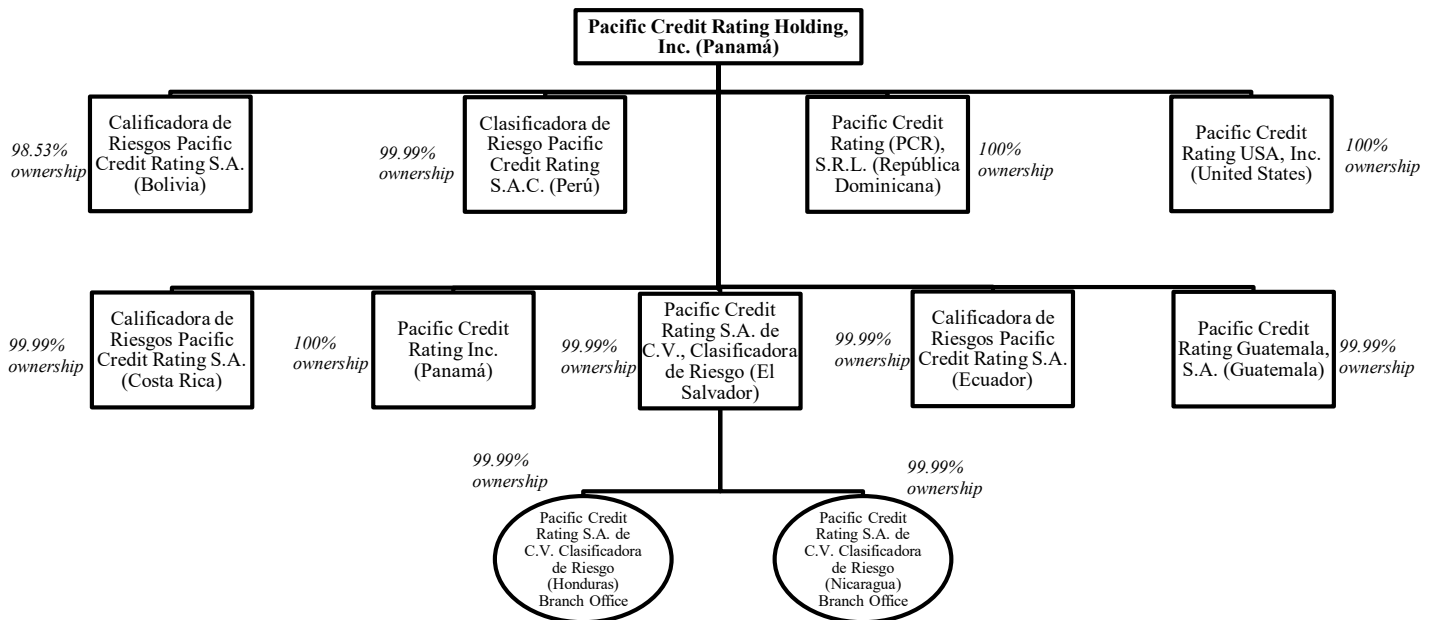 Pacific Credit Rating Holding,
Inc. (Panamá)
98.53%
ownership
Calificadora de
Riesgos Pacific
Credit Rating S.A.
(Bolivia)
99.99%
ownership
Clasificadora de
Riesgo Pacific
Credit Rating
S.A.C. (Perú)
Pacific Credit
Rating (PCR),
S.R.L. (República
Dominicana)
100%
ownership
Pacific Credit
Rating USA, Inc.
(United States)
100%
ownership
99.99%
ownership
Calificadora de
Riesgos Pacific
Credit Rating S.A.
(Costa Rica)
100%
ownership
Pacific Credit
Rating Inc.
(Panamá)
99.99%
ownership
Pacific Credit
Rating S.A. de
C.V., Clasificadora
de Riesgo (El
Salvador)
99.99%
ownership
Calificadora de
Riesgos Pacific
Credit Rating S.A.
(Ecuador)
Pacific Credit
Rating Guatemala,
S.A. (Guatemala)
99.99%
ownership
99.99%
ownership
Pacific Credit
Rating S.A. de
C.V. Clasificadora
de Riesgo
(Honduras)
Branch Office
99.99%
ownership
Pacific Credit
Rating S.A. de
C.V. Clasificadora
de Riesgo
(Nicaragua)
Branch Office